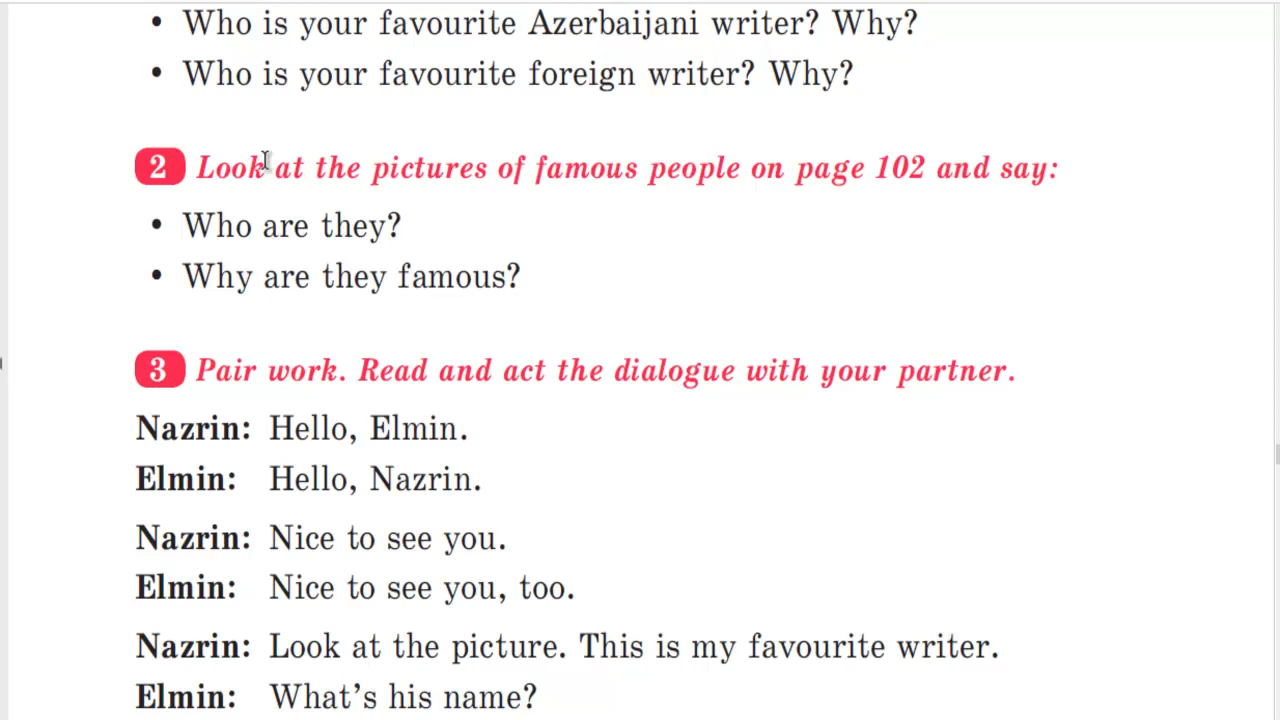 • Who is your favourite Azerbaijani writer? Why?
• Who is your favourite foreign writer? Why?
2 Look at the pictures of famous people on page 102 and say:
• Who are they?
• Why are they famous?
3 Pair work. Read and act the dialogue with your partner.
Nazrin: Hello, Elmin.
Elmin: Hello, Nazrin.
Nazrin: Nice to see you.
Elmin: Nice to see you, too.
Nazrin: Look at the picture. This is my favourite writer.
Elmin: What’s his name?